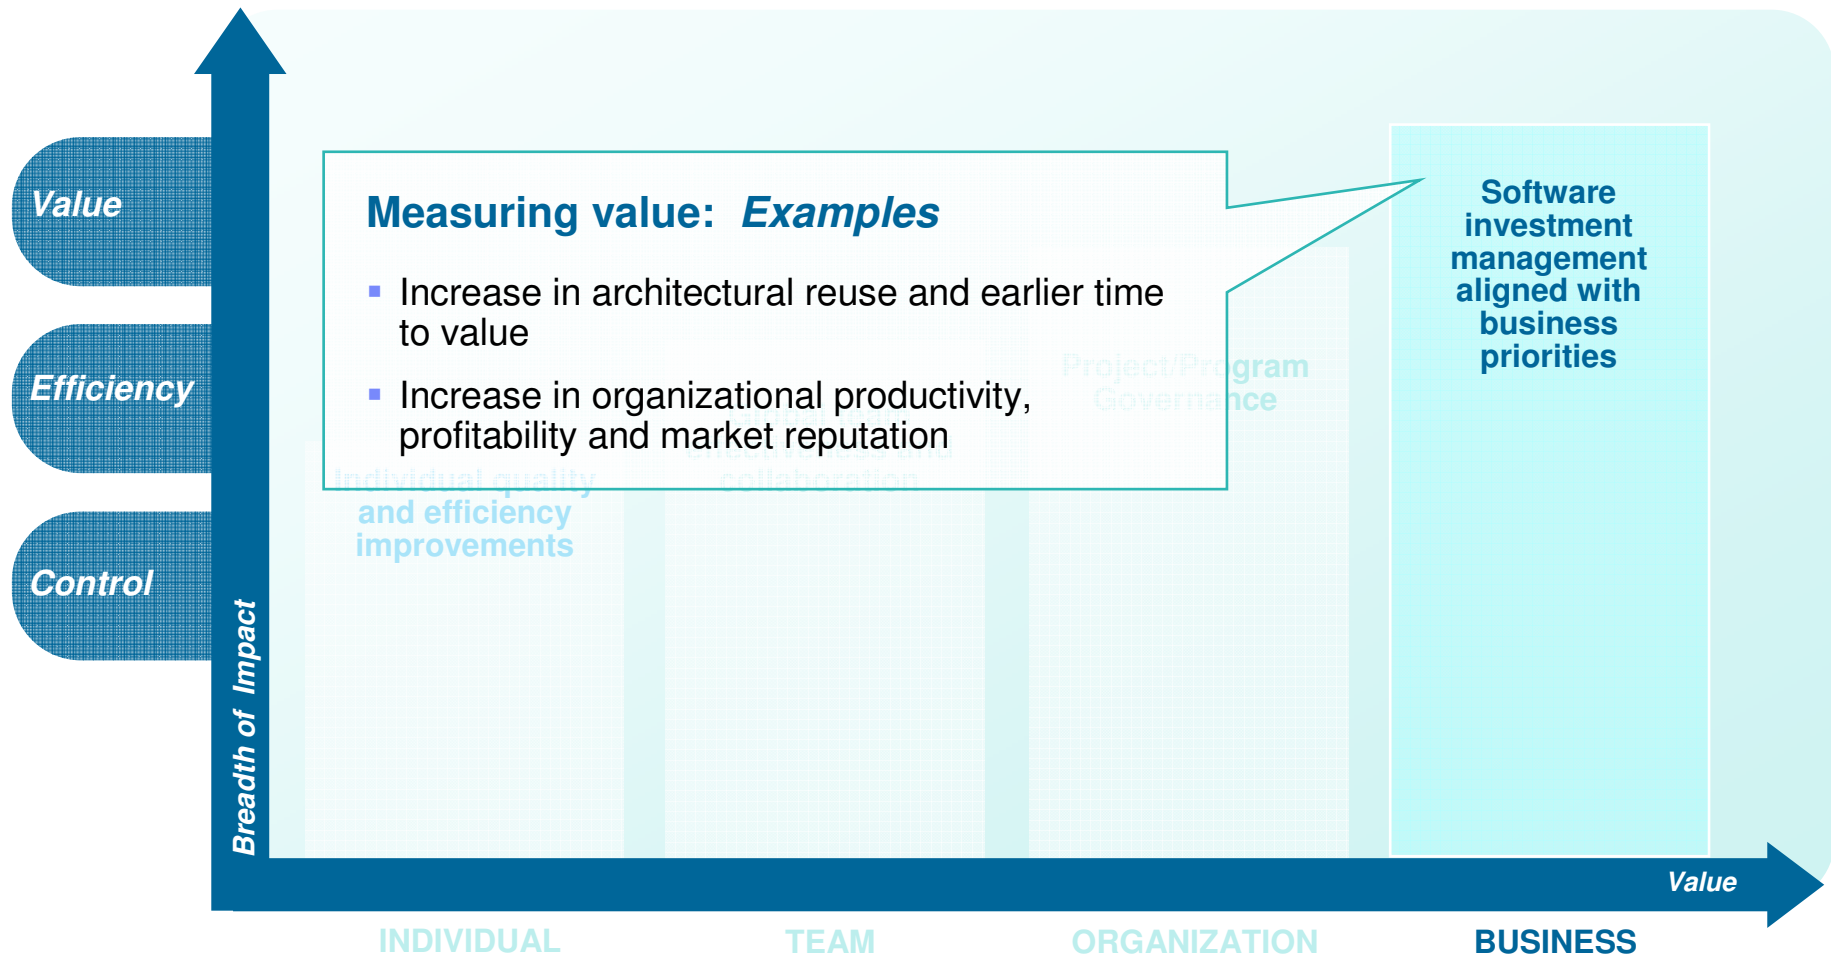 Value
Efficiency
Control
Breadth of Impact
Measuring value: Examples
▪ Increase in architectural reuse and earlier time
to value
▪ Increase in organizational productivity,
profitability and market reputation
Individual quality
and efficiency
improvements
effectiveness and
collaboration
Project/Program
Governance
Software
investment
management
aligned with
business
priorities
Value
INDIVIDUAL
TEAM
ORGANIZATION
BUSINESS